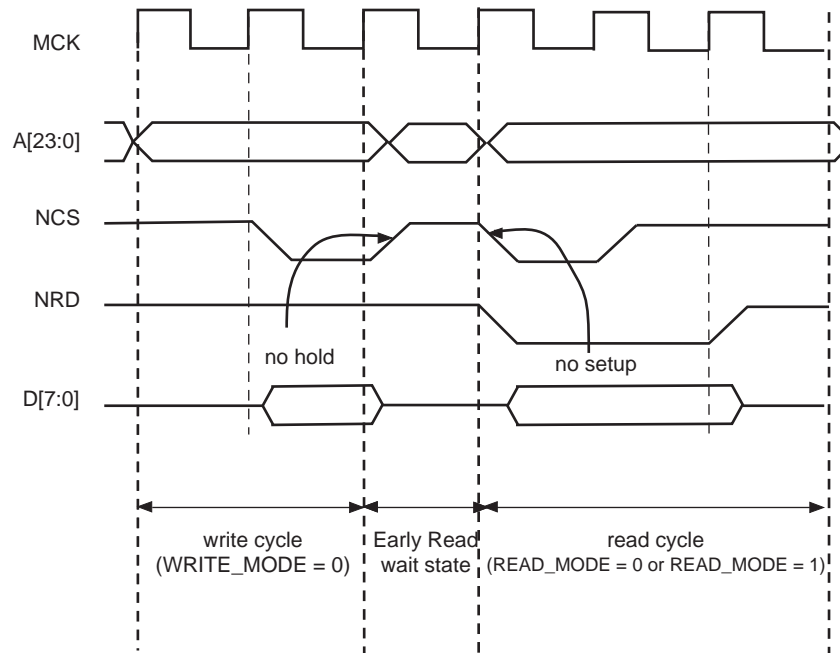 MCK
A[23:0]
NCS
NRD
no hold
no setup
D[7:0]
write cycle
(WRITE_MODE = 0)
Early Read
wait state
read cycle
(READ_MODE = 0 or READ_MODE = 1)